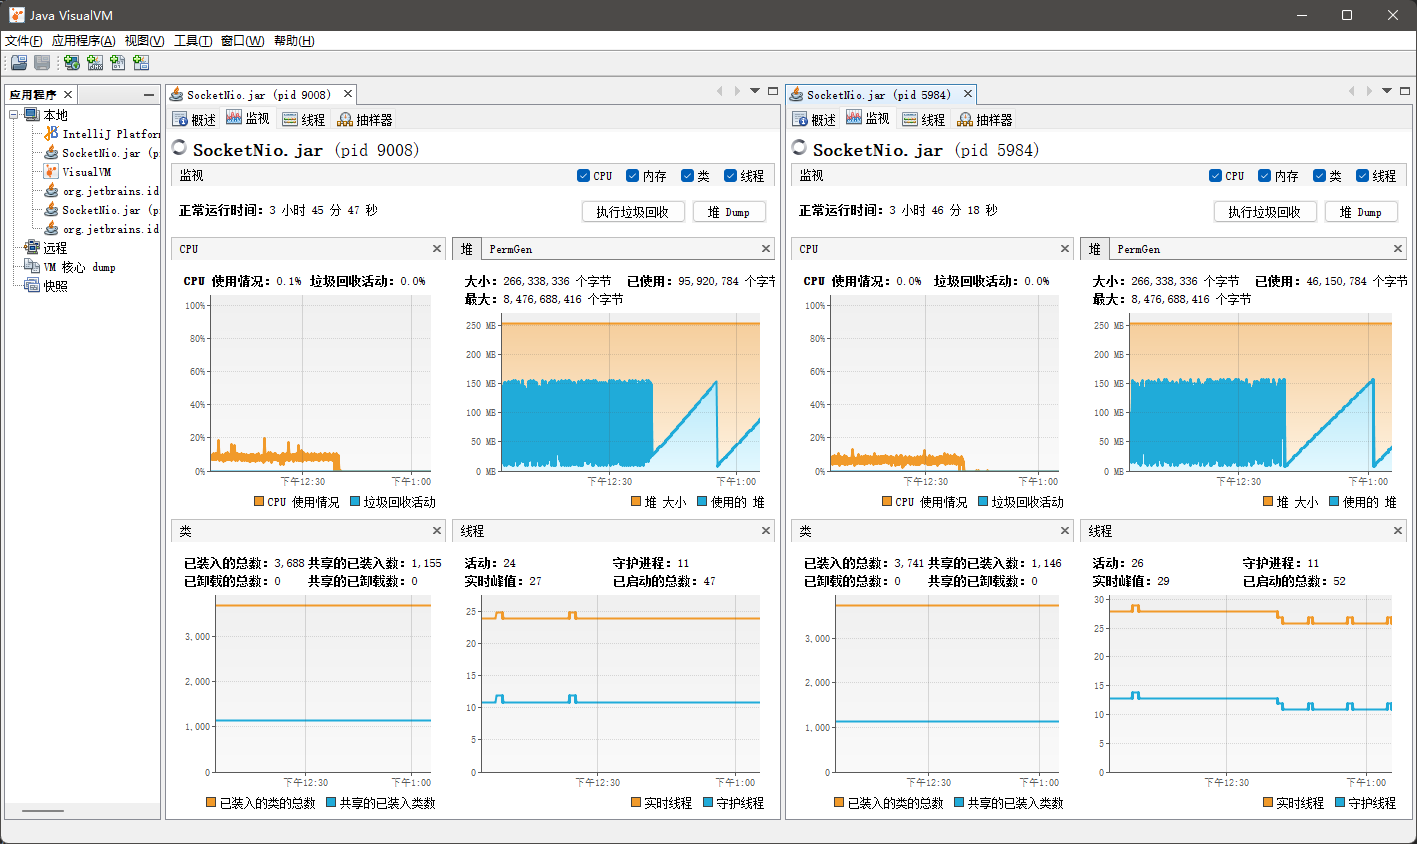 Java VisualVM
文件(F) 应用程序(A) 视图(V) 工具(T) 窗口(W) 帮助(H)
应用程序
本地
IntelliJ Platfor
SocketNio.jar (p
VisualVM
org.jetbrains.id
SocketNio.jar (p
org.jetbrains.id
远程
VM 核心 dump
快照
SocketNio.jar (pid 9008)
概述 监视 线程 抽样器
SocketNio.jar (pid 9008)
监视 CPU 内存 类 线程
正常运行时间: 3 小时 45 分 47 秒 执行垃圾回收 堆 Dump
CPU
CPU 使用情况: 0.1% 垃圾回收活动: 0.0%
100%
80%
60%
40%
20%
0%
下午12:30 下午1:00
CPU 使用情况 垃圾回收活动
堆 PermGen
大小: 266,338,336 个字节 已使用: 95,920,784 个字节
最大: 8,476,688,416 个字节
250 MB
200 MB
150 MB
100 MB
50 MB
0 MB
下午12:30 下午1:00
堆 大小 使用的 堆
类
已装入的总数: 3,688 共享的已装入数: 1,155
已卸载的总数: 0 共享的已卸载数: 0
3,000
2,000
1,000
0
下午12:30 下午1:00
已装入的类的总数 共享的已装入类数
线程
活动: 24 守护进程: 11
实时峰值: 27 已启动的总数: 47
25
20
15
10
5
0
下午12:30 下午1:00
实时线程 守护线程
SocketNio.jar (pid 5984)
概述 监视 线程 抽样器
SocketNio.jar (pid 5984)
监视 CPU 内存 类 线程
正常运行时间: 3 小时 46 分 18 秒 执行垃圾回收 堆 Dump
CPU
CPU 使用情况: 0.0% 垃圾回收活动: 0.0%
100%
80%
60%
40%
20%
0%
下午12:30 下午1:00
CPU 使用情况 垃圾回收活动
堆 PermGen
大小: 266,338,336 个字节 已使用: 46,150,784 个字节
最大: 8,476,688,416 个字节
250 MB
200 MB
150 MB
100 MB
50 MB
0 MB
下午12:30 下午1:00
堆 大小 使用的 堆
类
已装入的总数: 3,741 共享的已装入数: 1,146
已卸载的总数: 0 共享的已卸载数: 0
3,000
2,000
1,000
0
下午12:30 下午1:00
已装入的类的总数 共享的已装入类数
线程
活动: 26 守护进程: 11
实时峰值: 29 已启动的总数: 52
30
25
20
15
10
5
0
下午12:30 下午1:00
实时线程 守护线程